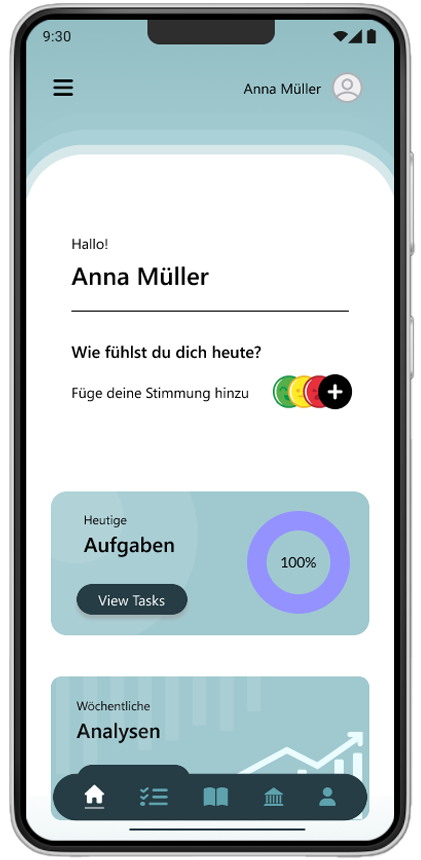 9:30
Anna Müller
Hallo!
Anna Müller
Wie fühlst du dich heute?
Füge deine Stimmung hinzu
Heutige
Aufgaben
100%
View Tasks
Wöchentliche
Analysen